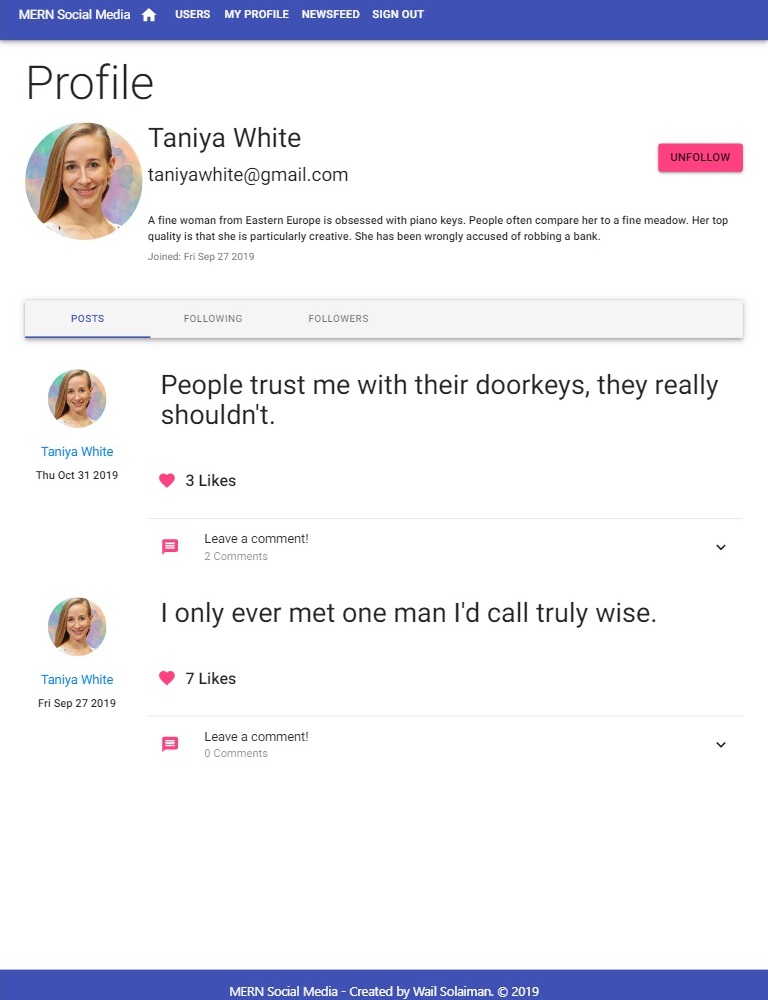 MERN Social Media USERS MY PROFILE NEWSFEED SIGN OUT
Profile
Taniya White
taniyawhite@gmail.com
UNFOLLOW
A fine woman from Eastern Europe is obsessed with piano keys. People often compare her to a fine meadow. Her top
quality is that she is particularly creative. She has been wrongly accused of robbing a bank.
Joined: Fri Sep 27 2019
POSTS FOLLOWING FOLLOWERS
People trust me with their doorkeys, they really
shouldn't.
Taniya White
Thu Oct 31 2019
3 Likes
Leave a comment!
2 Comments
I only ever met one man I'd call truly wise.
Taniya White
Fri Sep 27 2019
7 Likes
Leave a comment!
0 Comments
MERN Social Media - Created by Wail Solaiman. © 2019